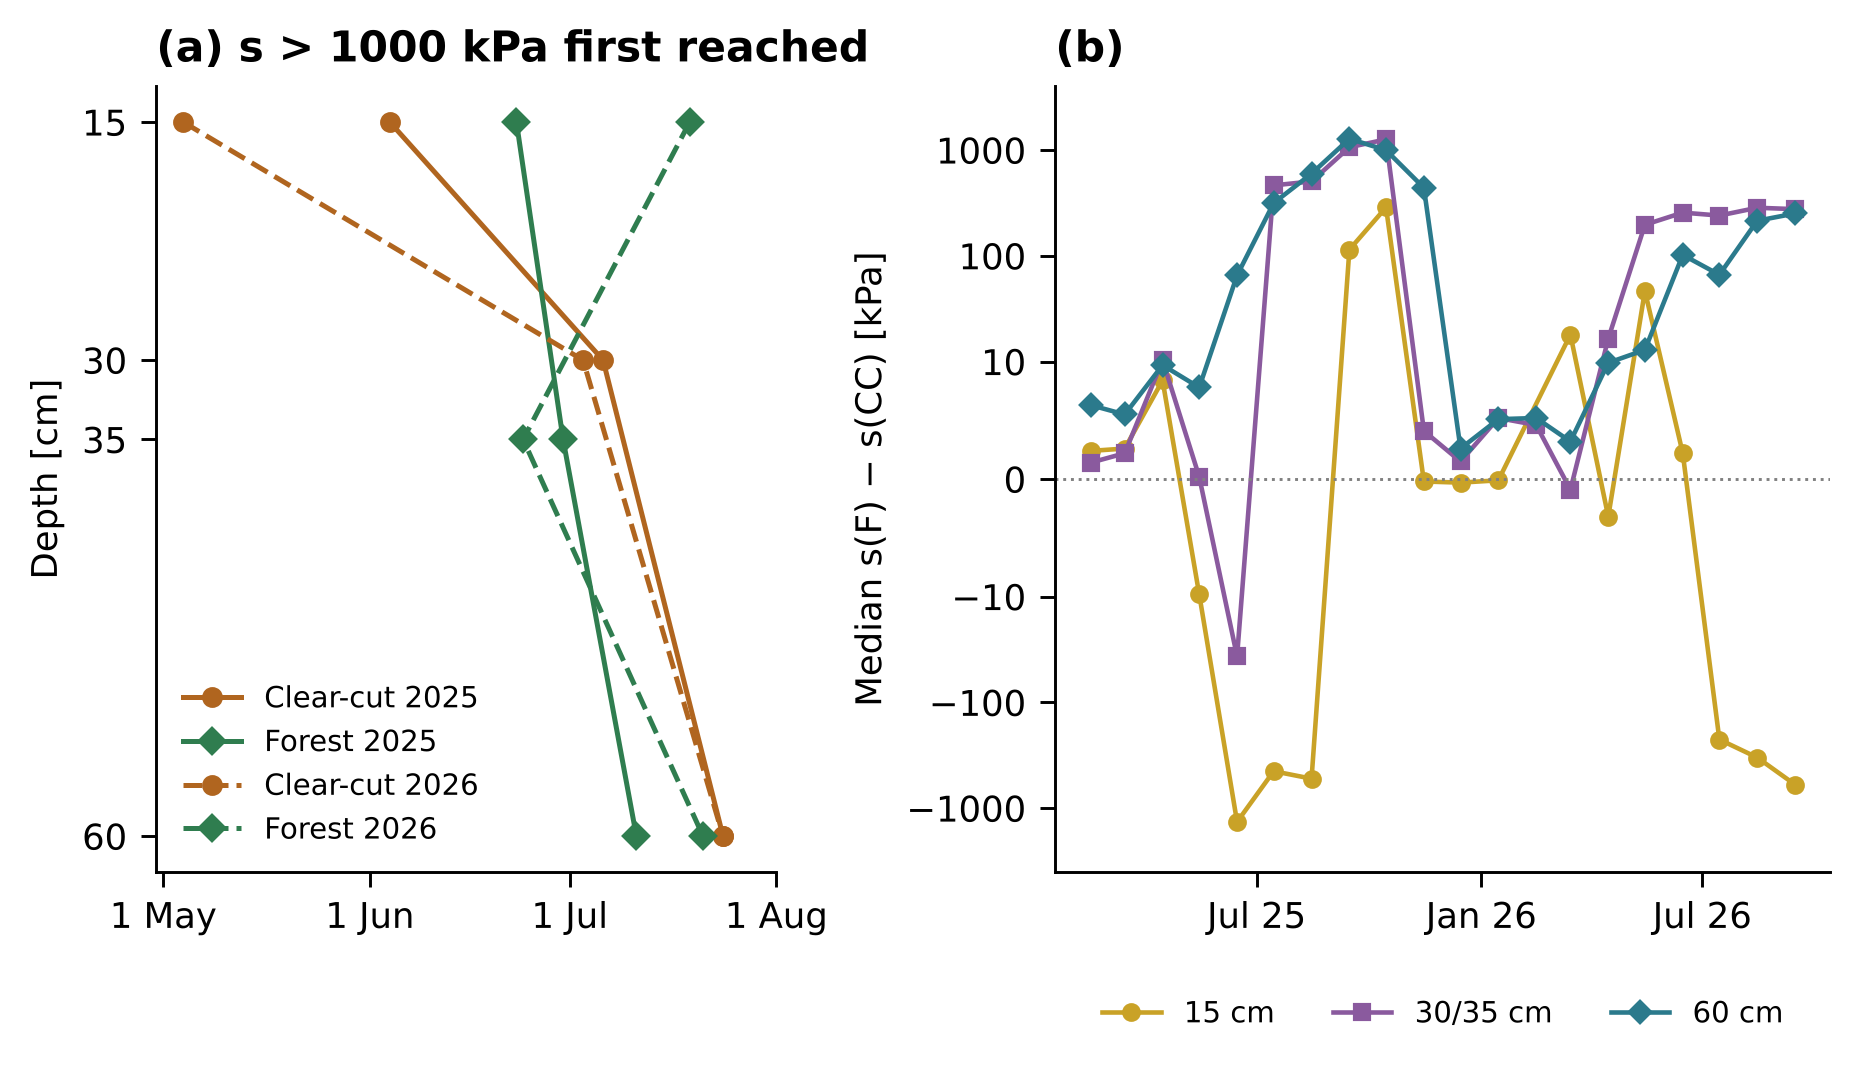 (a) s > 1000 kPa first reached
Depth [cm]
15
30
35
60
1 May
1 Jun
1 Jul
1 Aug
Clear-cut 2025
Forest 2025
Clear-cut 2026
Forest 2026
(b)
Median s(F) − s(CC) [kPa]
1000
100
10
0
−10
−100
−1000
Jul 25
Jan 26
Jul 26
15 cm
30/35 cm
60 cm